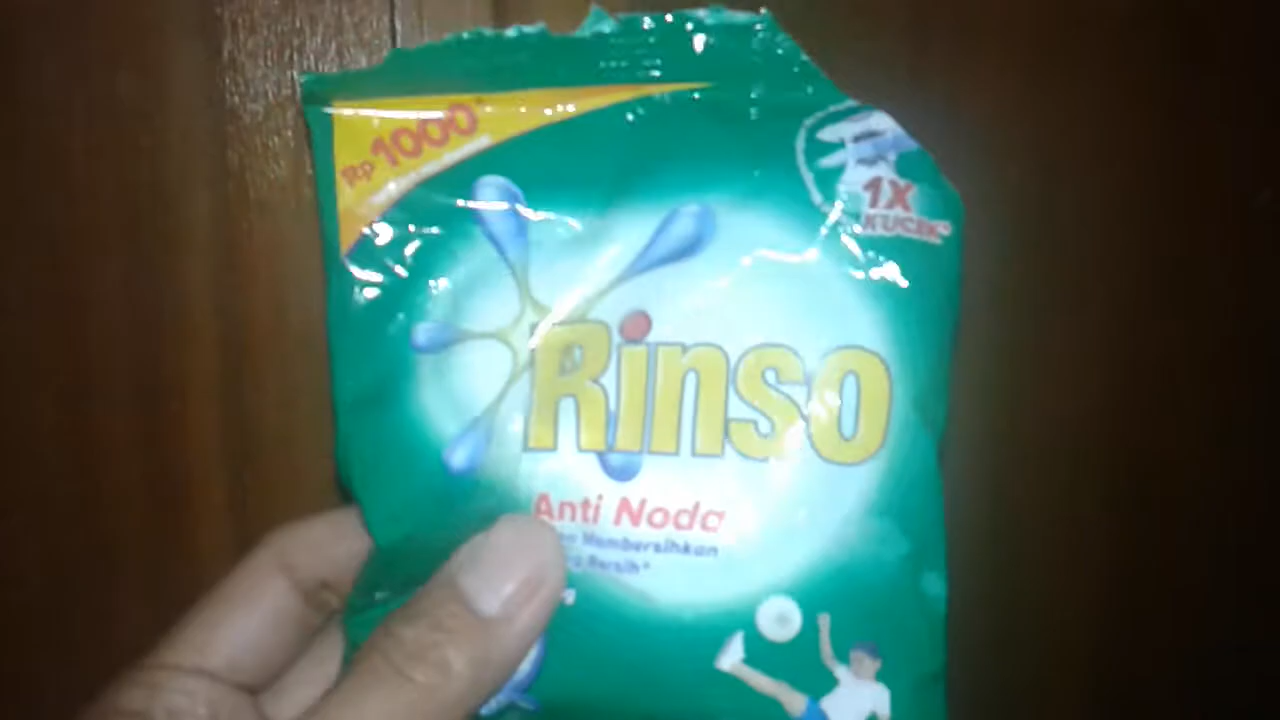 Rp 1000
1X
KUCEK*
Rinso
Anti Noda
Membersihkan
Bersih*